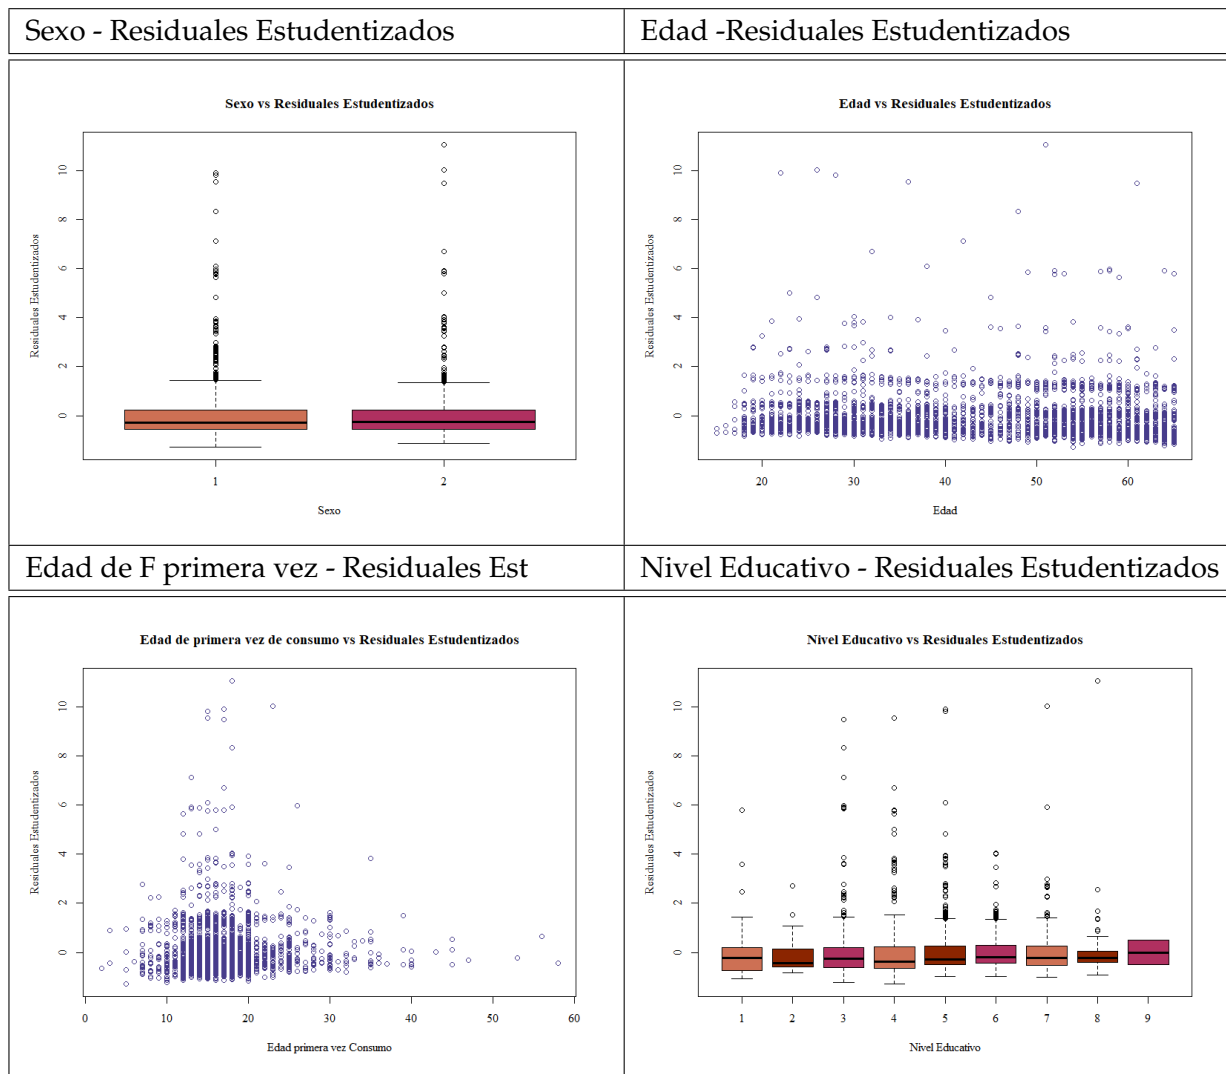 Sexo - Residuales Estudentizados
Edad -Residuales Estudentizados
Sexo vs Residuales Estudentizados
Residuales Estudentizados
10
8
6
4
2
0
1 2
Sexo
Edad vs Residuales Estudentizados
Residuales Estudentizados
10
8
6
4
2
0
20 30 40 50 60
Edad
Edad de F primera vez - Residuales Est
Nivel Educativo - Residuales Estudentizados
Edad de primera vez de consumo vs Residuales Estudentizados
Residuales Estudentizados
10
8
6
4
2
0
0 10 20 30 40 50 60
Edad primera vez Consumo
Nivel Educativo vs Residuales Estudentizados
Residuales Estudentizados
10
8
6
4
2
0
1 2 3 4 5 6 7 8 9
Nivel Educativo